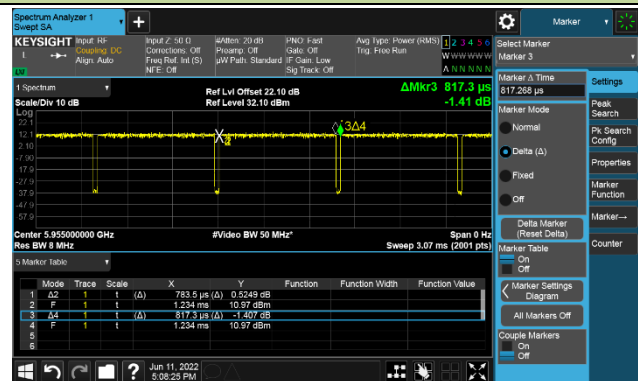 Spectrum Analyzer 1
Swept SA
Marker
KEYSIGHT
Input: RF
Coupling: DC
Align: Auto
Input Z: 50 Ω
Corrections: Off
Freq Ref: Int (S)
NFE: Off
#Atten: 20 dB
Preamp: Off
µW Path: Standard
PNO: Fast
Gate: Off
IF Gain: Low
Sig Track: Off
Avg Type: Power (RMS)
Trig: Free Run
1 2 3 4 5 6
W W W W W W
A N N N N N
Select Marker
Marker 3
LXI
1 Spectrum
Scale/Div 10 dB
Ref Lvl Offset 22.10 dB
Ref Level 32.10 dBm
ΔMkr3 817.3 µs
-1.41 dB
Log
22.1
12.1
2.10
-7.90
-17.9
-27.9
-37.9
-47.9
-57.9
3Δ4
Center 5.955000000 GHz
Res BW 8 MHz
#Video BW 50 MHz*
Span 0 Hz
Sweep 3.07 ms (2001 pts)
5 Marker Table
Mode Trace Scale X Y Function Function Width Function Value
1 Δ2 1 t (Δ) 783.5 µs (Δ) 0.5249 dB
2 F 1 t 1.234 ms 10.97 dBm
3 Δ4 1 t (Δ) 817.3 µs (Δ) -1.407 dB
4 F 1 t 1.234 ms 10.97 dBm
5
6
Marker Δ Time
817.268 µs
Marker Mode
Normal
Delta (Δ)
Fixed
Off
Delta Marker
(Reset Delta)
Marker Table
On
Off
Marker Settings
Diagram
All Markers Off
Couple Markers
On
Off
Settings
Peak
Search
Pk Search
Config
Properties
Marker
Function
Marker→
Counter
?
Jun 11, 2022
5:08:25 PM